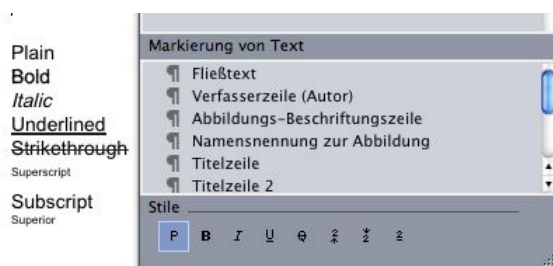 Plain
Bold
Italic
Underlined
Strikethrough
Superscript
Subscript
Superior
Markierung von Text
¶ Fließtext
¶ Verfasserzeile (Autor)
¶ Abbildungs-Beschriftungszeile
¶ Namensnennung zur Abbildung
¶ Titelzeile
¶ Titelzeile 2
Stile
P B I U